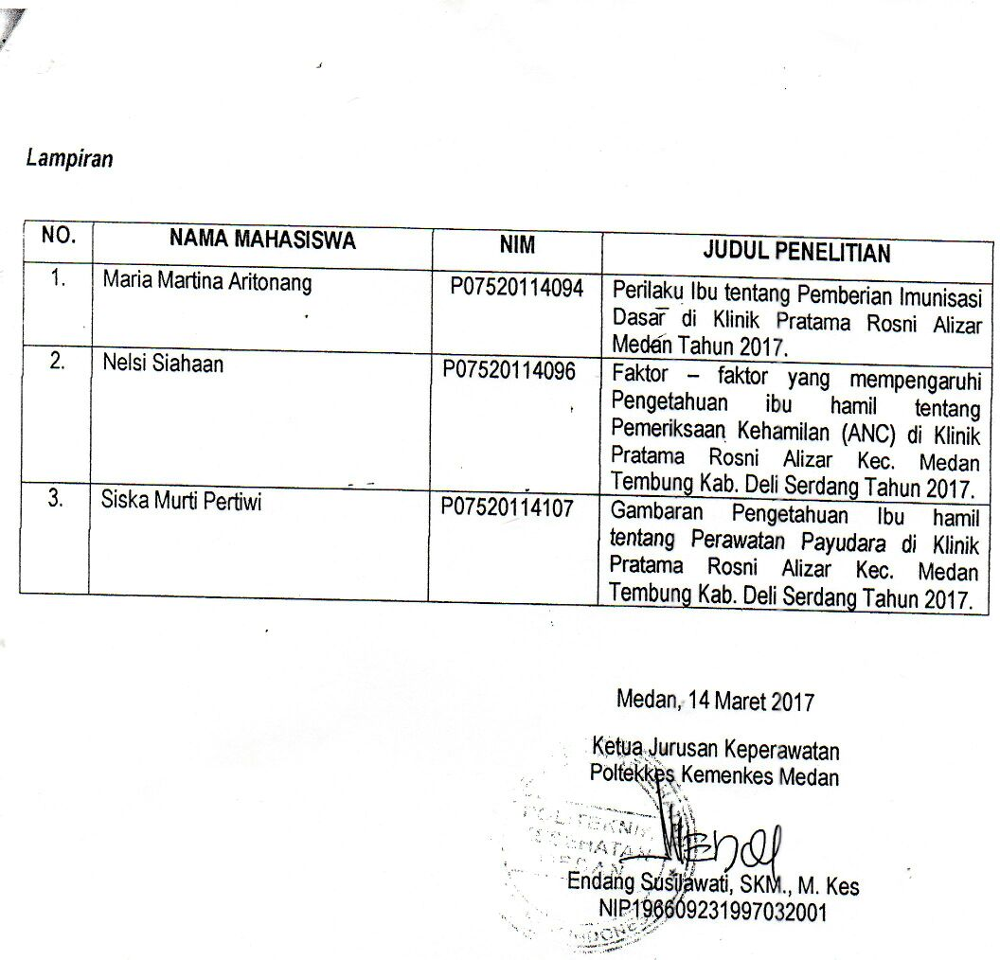 Lampiran
NO. NAMA MAHASISWA NIM JUDUL PENELITIAN
1. Maria Martina Aritonang P07520114094 Perilaku Ibu tentang Pemberian Imunisasi
Dasar di Klinik Pratama Rosni Alizar
Medan Tahun 2017.
2. Nelsi Siahaan P07520114096 Faktor – faktor yang mempengaruhi
Pengetahuan ibu hamil tentang
Pemeriksaan Kehamilan (ANC) di Klinik
Pratama Rosni Alizar Kec. Medan
Tembung Kab. Deli Serdang Tahun 2017.
3. Siska Murti Pertiwi P07520114107 Gambaran Pengetahuan Ibu hamil
tentang Perawatan Payudara di Klinik
Pratama Rosni Alizar Kec. Medan
Tembung Kab. Deli Serdang Tahun 2017.
Medan, 14 Maret 2017
Ketua Jurusan Keperawatan
Poltekkes Kemenkes Medan
POLITEKNIK
KESEHATAN
MEDAN
Endang Susilawati, SKM., M. Kes
NIP196609231997032001